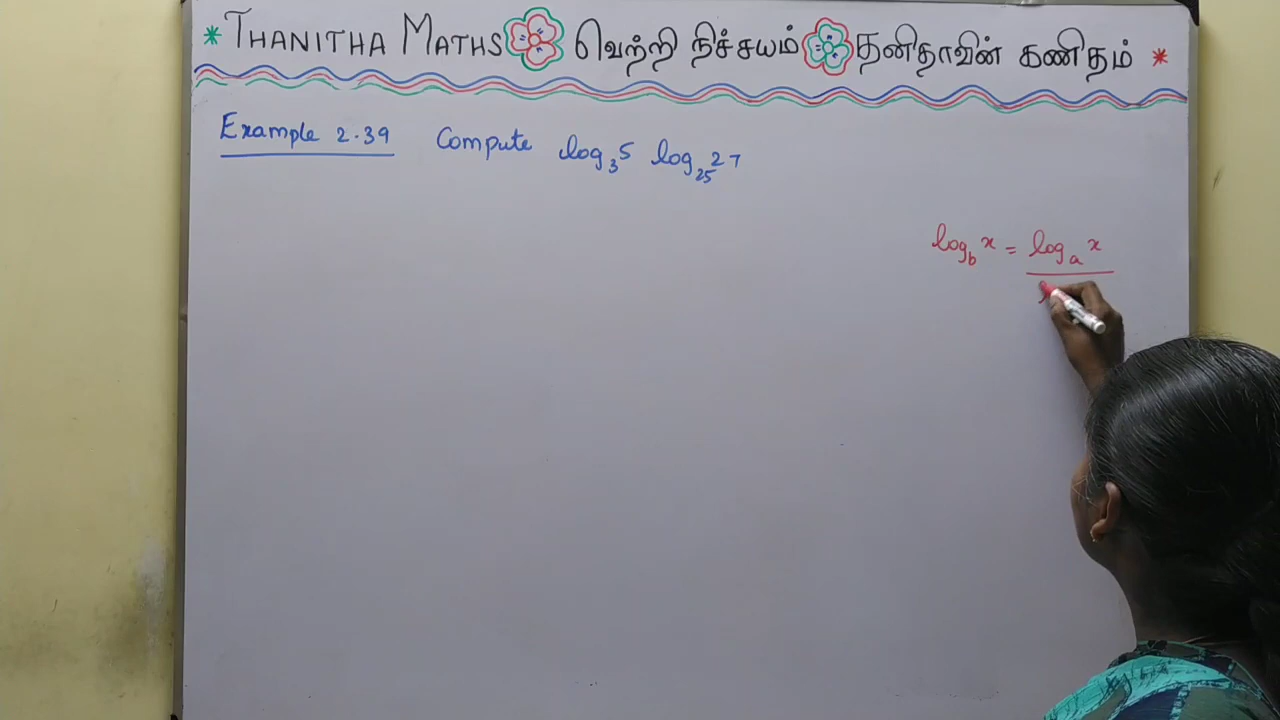 * THANITHA MATHS வெற்றி நிச்சயம் தனிதாவின் கணிதம் *
Example 2.39 Compute log₃5 log₂₅27
log_b x = log_a x